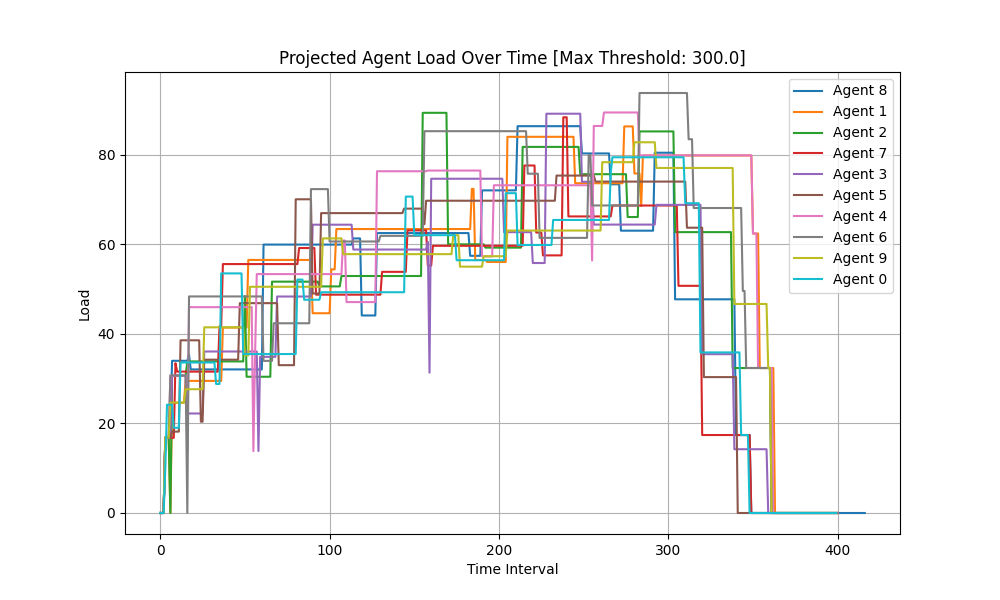 Projected Agent Load Over Time [Max Threshold: 300.0]
Load
80
60
40
20
0
0 100 200 300 400
Time Interval
Agent 8
Agent 1
Agent 2
Agent 7
Agent 3
Agent 5
Agent 4
Agent 6
Agent 9
Agent 0